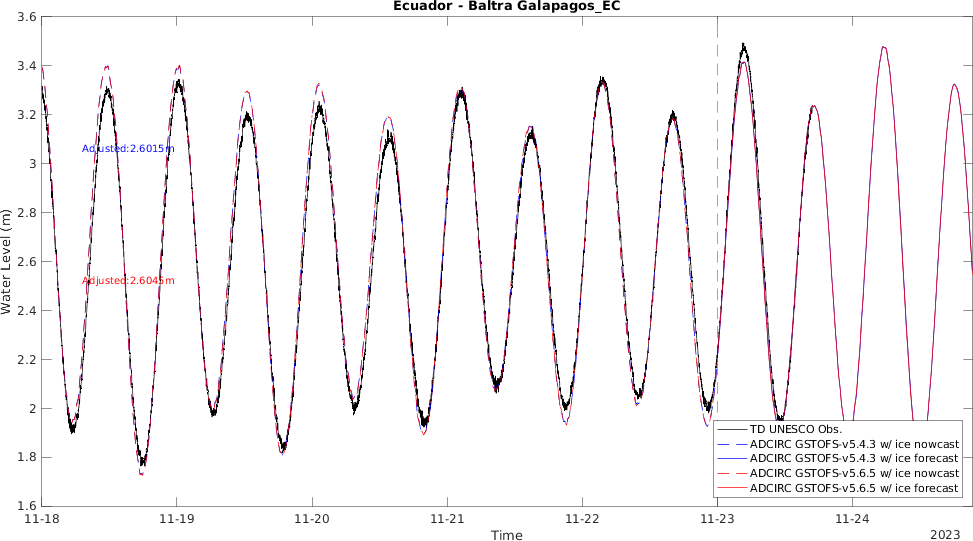 Ecuador - Baltra Galapagos_EC
Water Level (m)
3.6
3.4
3.2
3
2.8
2.6
2.4
2.2
2
1.8
1.6
Adjusted:2.6015m
Adjusted:2.6045m
TD UNESCO Obs.
ADCIRC GSTOFS-v5.4.3 w/ ice nowcast
ADCIRC GSTOFS-v5.4.3 w/ ice forecast
ADCIRC GSTOFS-v5.6.5 w/ ice nowcast
ADCIRC GSTOFS-v5.6.5 w/ ice forecast
11-18 11-19 11-20 11-21 11-22 11-23 11-24
Time
2023